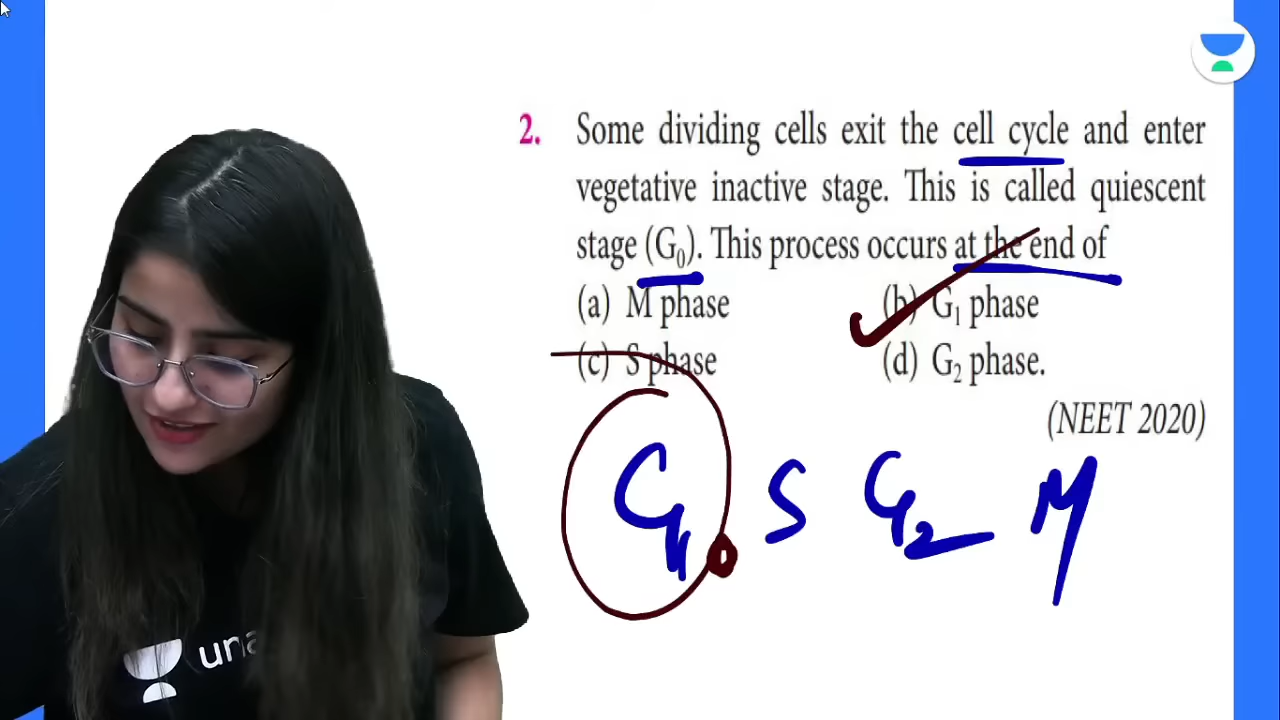 2. Some dividing cells exit the cell cycle and enter
vegetative inactive stage. This is called quiescent
stage (G₀). This process occurs at the end of
(a) M phase (b) G₁ phase
(c) S phase (d) G₂ phase.
(NEET 2020)
G₁ S G₂ M
una